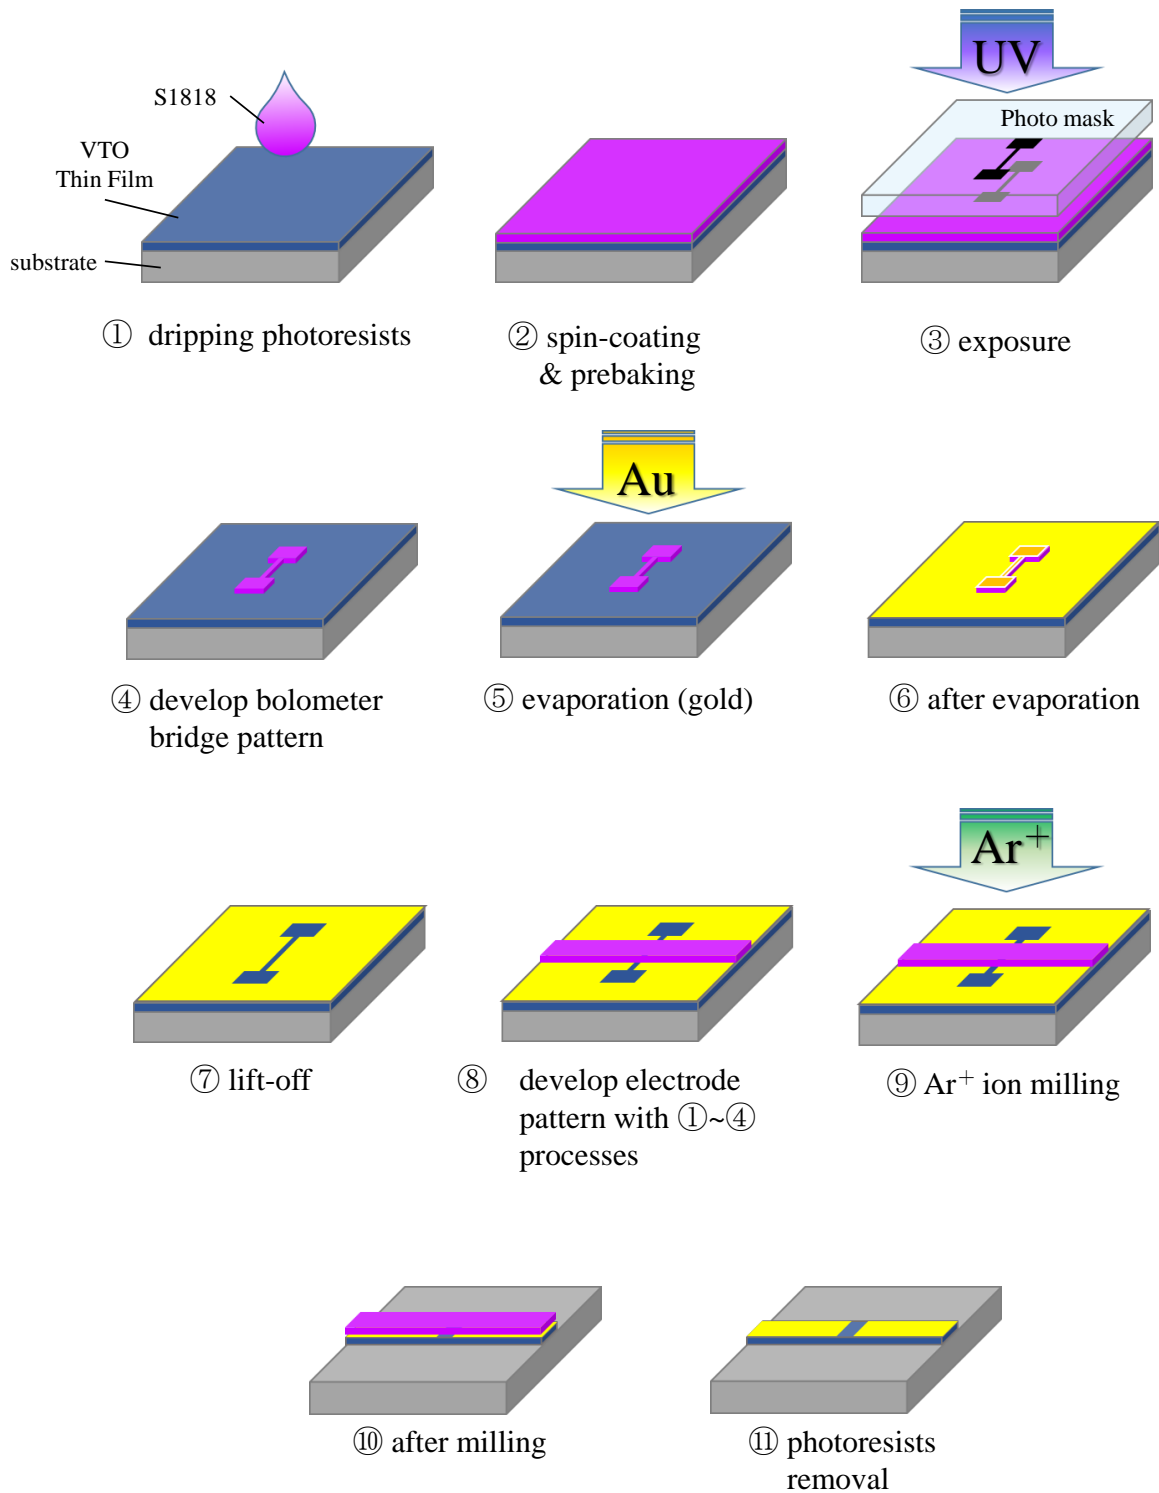 S1818
VTO
Thin Film
substrate
① dripping photoresists
② spin-coating
& prebaking
UV
Photo mask
③ exposure
④ develop bolometer
bridge pattern
Au
⑤ evaporation (gold)
⑥ after evaporation
⑦ lift-off
⑧ develop electrode
pattern with ①~④
processes
Ar⁺
⑨ Ar⁺ ion milling
⑩ after milling
⑪ photoresists
removal